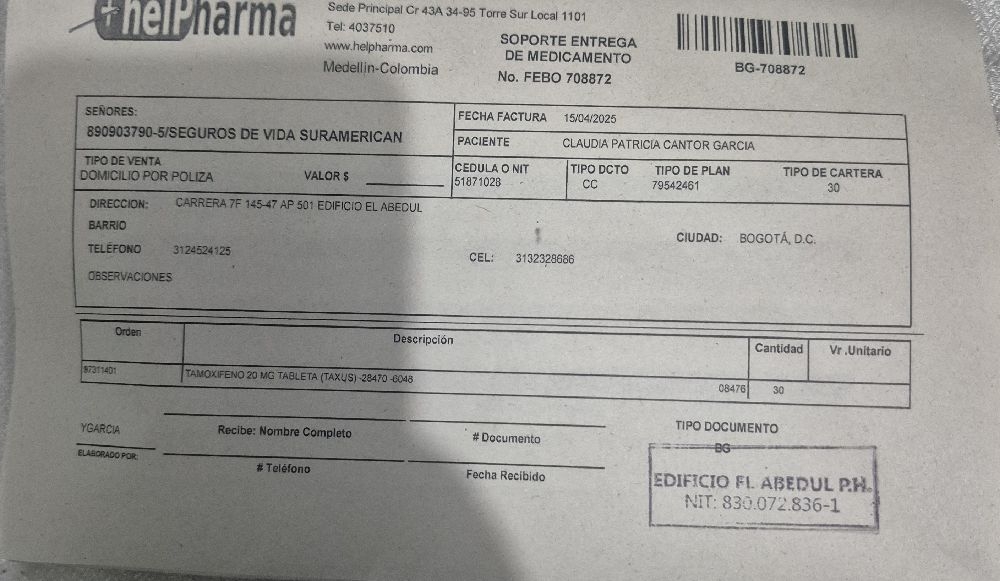 helPharma
Sede Principal Cr 43A 34-95 Torre Sur Local 1101
Tel: 4037510
www.helpharma.com
Medellin-Colombia
SOPORTE ENTREGA
DE MEDICAMENTO
No. FEBO 708872
BG-708872
SEÑORES:
890903790-5/SEGUROS DE VIDA SURAMERICAN
FECHA FACTURA 15/04/2025
PACIENTE CLAUDIA PATRICIA CANTOR GARCIA
TIPO DE VENTA
DOMICILIO POR POLIZA VALOR $
CEDULA O NIT TIPO DCTO TIPO DE PLAN TIPO DE CARTERA
51871028 CC 79542461 30
DIRECCION: CARRERA 7F 145-47 AP 501 EDIFICIO EL ABEDUL
BARRIO
CIUDAD: BOGOTÁ, D.C.
TELÉFONO 3124524125
CEL: 3132328686
OBSERVACIONES
Orden Descripción Cantidad Vr .Unitario
87311401 TAMOXIFENO 20 MG TABLETA (TAXUS) -28470 -6048 08476 30
YGARCIA
ELABORADO POR:
Recibe: Nombre Completo # Documento
# Teléfono Fecha Recibido
TIPO DOCUMENTO
BG
EDIFICIO EL ABEDUL P.H.
NIT: 830.072.836-1